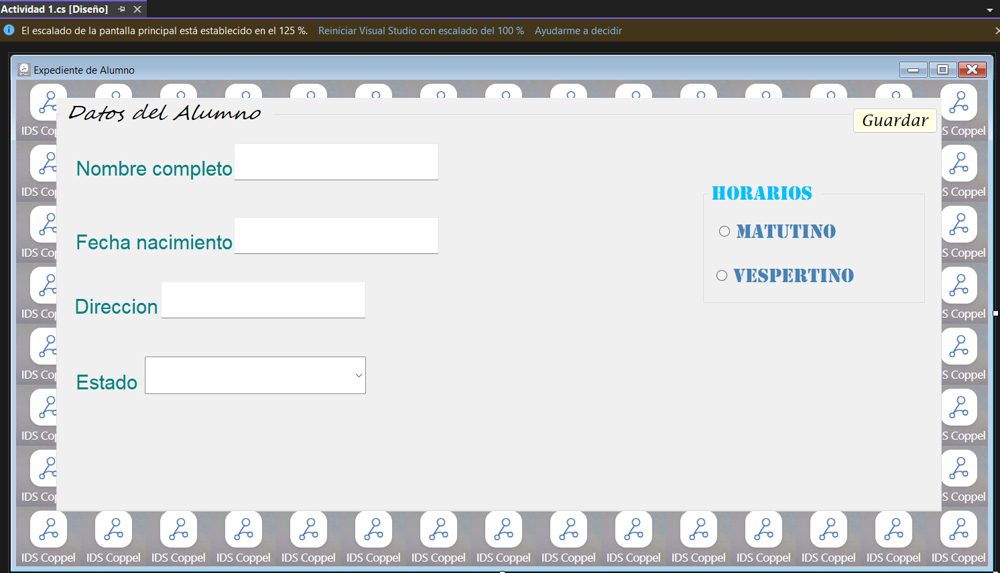 Actividad 1.cs [Diseño]
El escalado de la pantalla principal está establecido en el 125 %. Reiniciar Visual Studio con escalado del 100 % Ayudarme a decidir
Expediente de Alumno
Datos del Alumno
Guardar
Nombre completo
Fecha nacimiento
Direccion
Estado
HORARIOS
MATUTINO
VESPERTINO
IDS Cop S Coppel
IDS Cop S Coppel
IDS Cop S Coppel
IDS Cop S Coppel
IDS Cop S Coppel
IDS Cop S Coppel
IDS Cop S Coppel
IDS Coppel IDS Coppel IDS Coppel IDS Coppel IDS Coppel IDS Coppel IDS Coppel IDS Coppel IDS Coppel IDS Coppel IDS Coppel IDS Coppel IDS Coppel IDS Coppel IDS Coppel